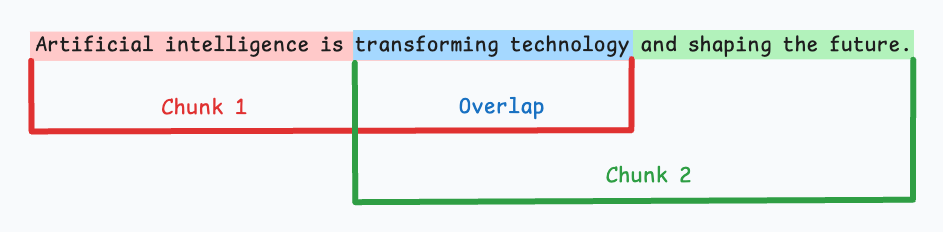 Artificial intelligence is transforming technology and shaping the future.
Chunk 1
Overlap
Chunk 2